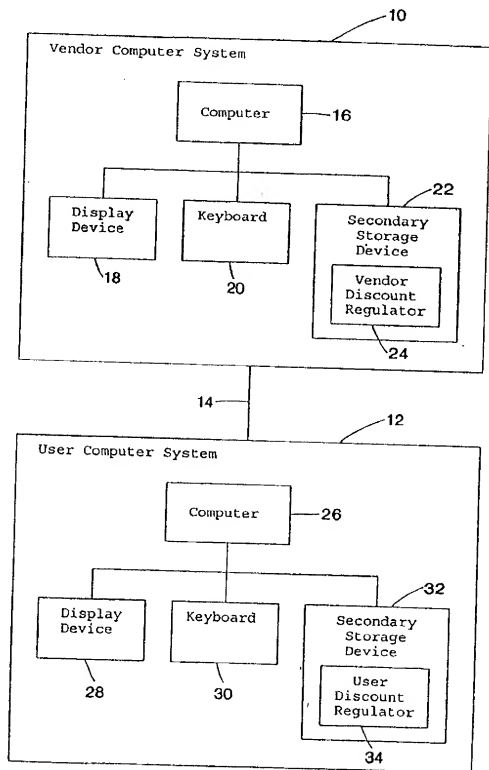 10
Vendor Computer System
Computer
16
22
Display
Device
Keyboard
Secondary
Storage
Device
18
20
Vendor
Discount
Regulator
24
14
12
User Computer System
Computer
26
32
Display
Device
Keyboard
Secondary
Storage
Device
28
30
User
Discount
Regulator
34